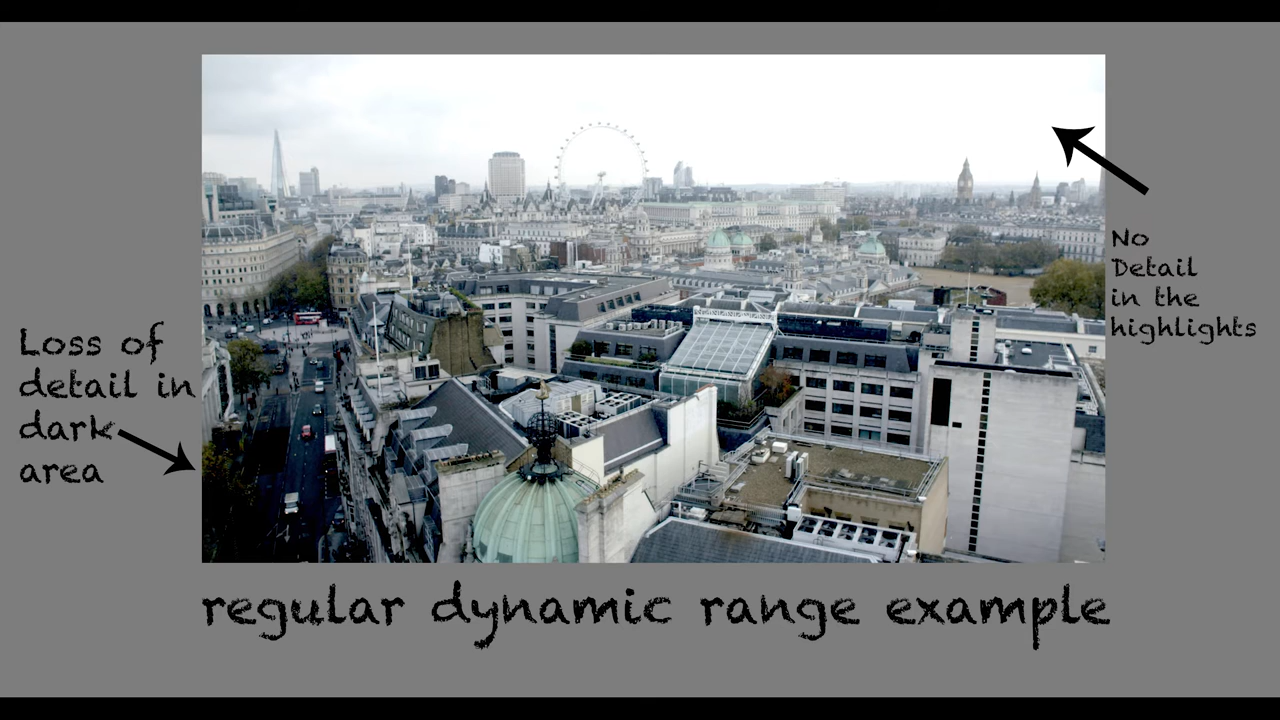 No
Detail
in the
highlights
Loss of
detail in
dark
area
regular dynamic range example